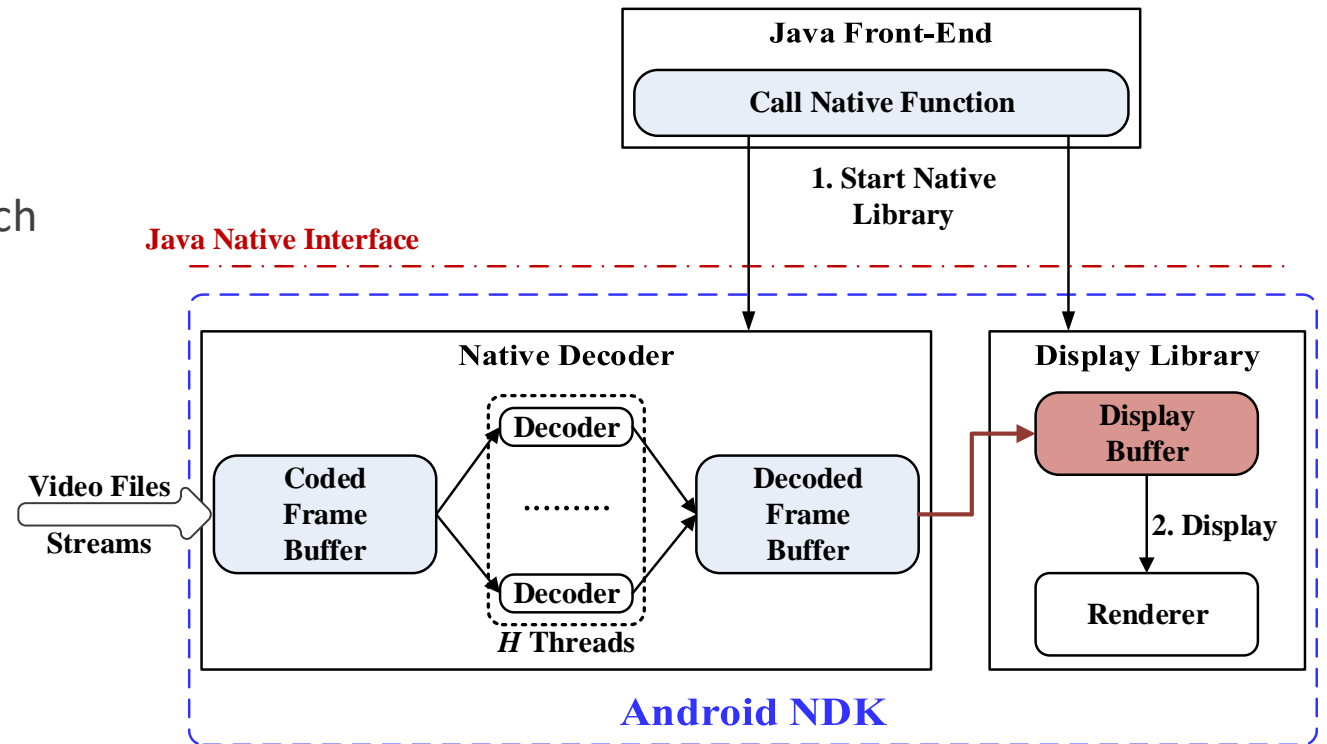 Java Front-End
Call Native Function
1. Start Native
Library
ch
Java Native Interface
Native Decoder
Display Library
Decoder
.........
Decoder
H Threads
Coded
Frame
Buffer
Decoded
Frame
Buffer
Display
Buffer
2. Display
Renderer
Video Files
Streams
Android NDK